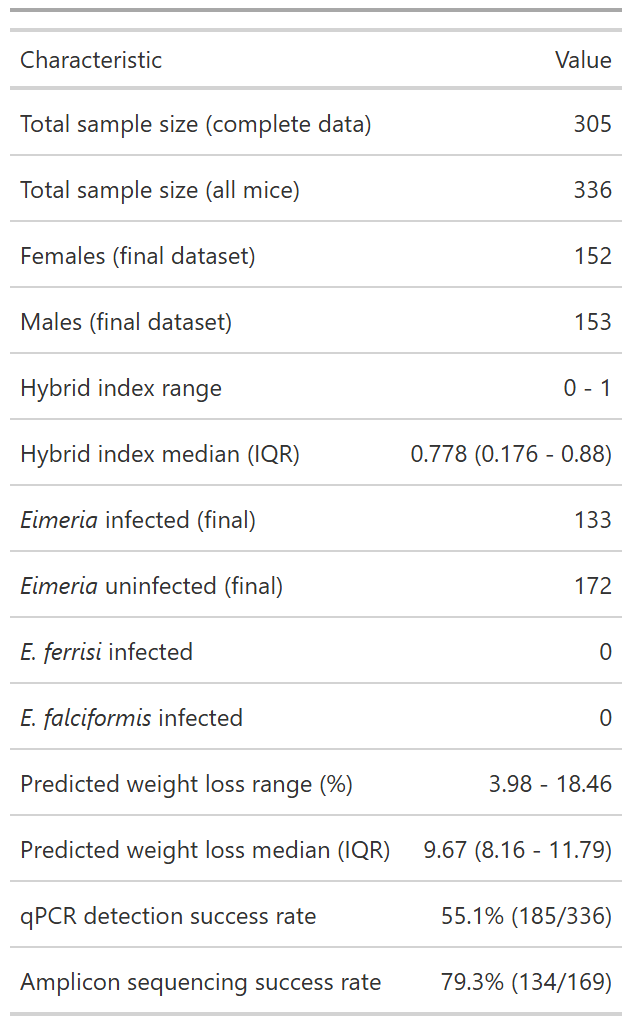 Characteristic Value
Total sample size (complete data) 305
Total sample size (all mice) 336
Females (final dataset) 152
Males (final dataset) 153
Hybrid index range 0 - 1
Hybrid index median (IQR) 0.778 (0.176 - 0.88)
Eimeria infected (final) 133
Eimeria uninfected (final) 172
E. ferrisi infected 0
E. falciformis infected 0
Predicted weight loss range (%) 3.98 - 18.46
Predicted weight loss median (IQR) 9.67 (8.16 - 11.79)
qPCR detection success rate 55.1% (185/336)
Amplicon sequencing success rate 79.3% (134/169)